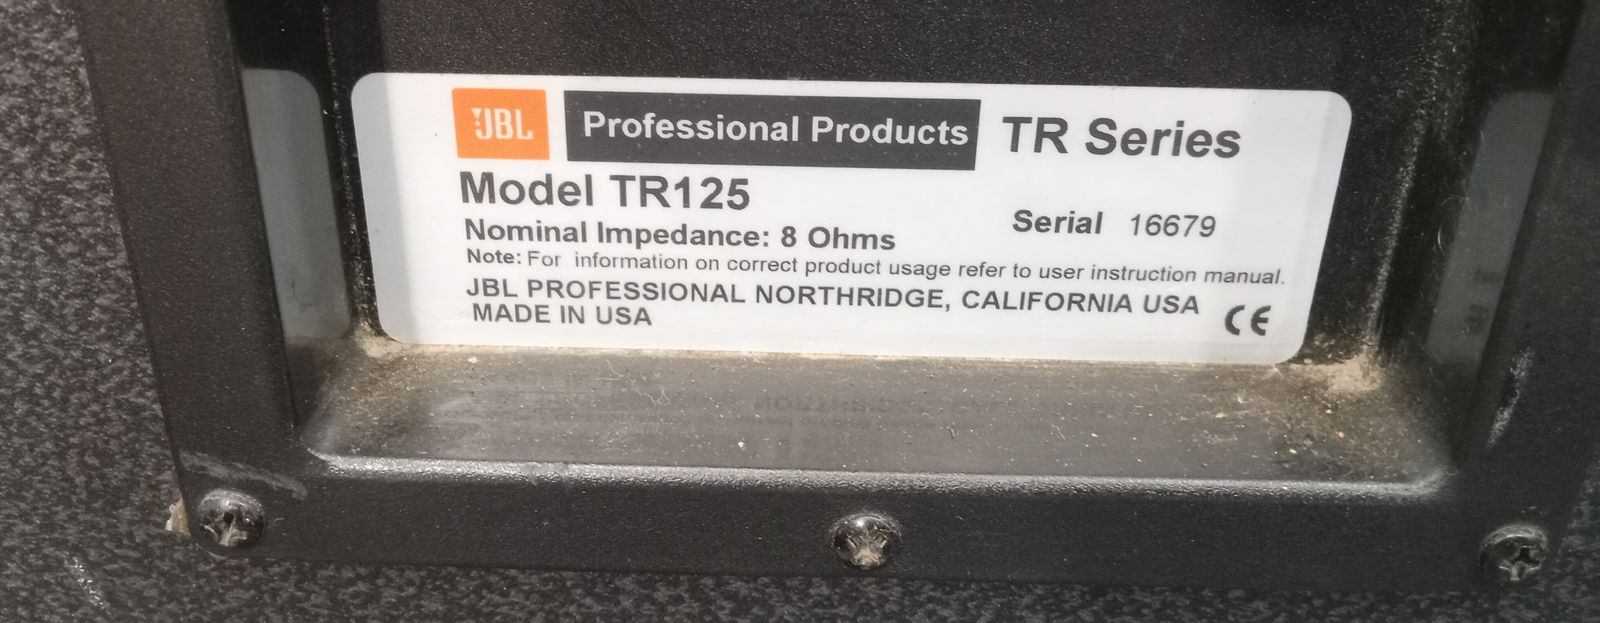 JBL Professional Products TR Series
Model TR125
Nominal Impedance: 8 Ohms Serial 16679
Note: For information on correct product usage refer to user instruction manual.
JBL PROFESSIONAL NORTHRIDGE, CALIFORNIA USA
MADE IN USA CE